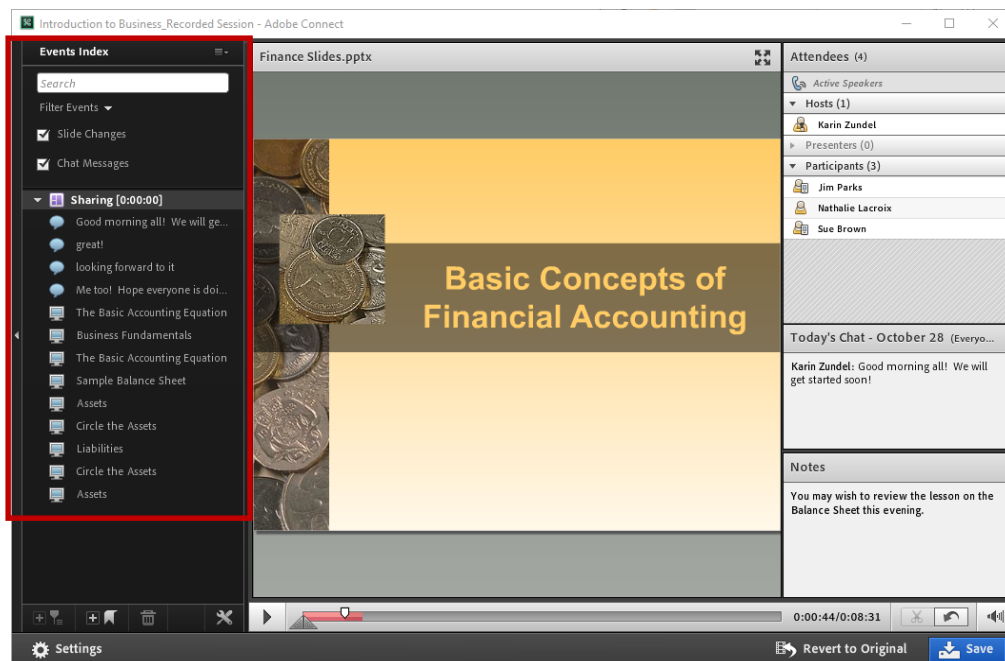 Introduction to Business_Recorded Session - Adobe Connect
Events Index
Search
Filter Events
Slide Changes
Chat Messages
Sharing [0:00:00]
Good morning all! We will ge...
great!
looking forward to it
Me too! Hope everyone is doi...
The Basic Accounting Equation
Business Fundamentals
The Basic Accounting Equation
Sample Balance Sheet
Assets
Circle the Assets
Liabilities
Circle the Assets
Assets
Finance Slides.pptx
Basic Concepts of
Financial Accounting
Attendees (4)
Active Speakers
Hosts (1)
Karin Zundel
Presenters (0)
Participants (3)
Jim Parks
Nathalie Lacroix
Sue Brown
Today's Chat - October 28 (Everyo...
Karin Zundel: Good morning all! We will
get started soon!
Notes
You may wish to review the lesson on the
Balance Sheet this evening.
0:00:44/0:08:31
Settings
Revert to Original
Save